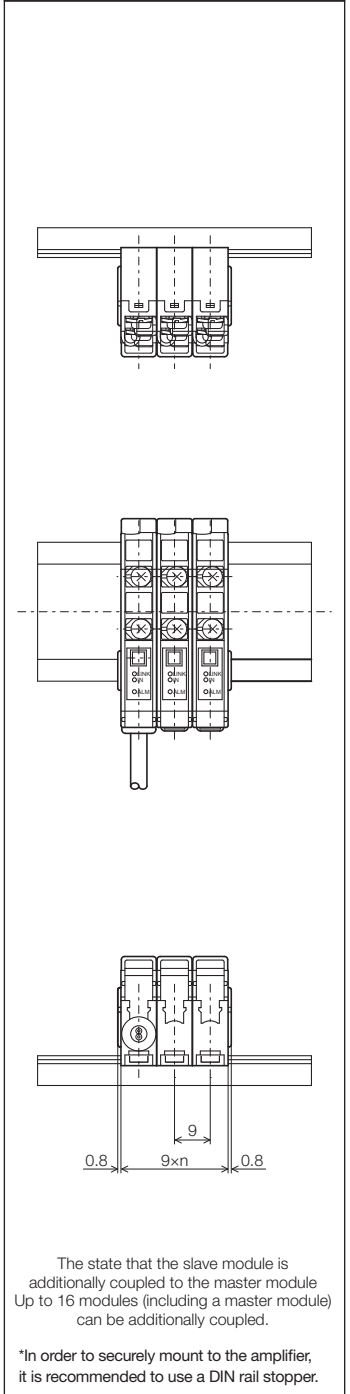 LINK
IN
ALM
LINK
IN
ALM
LINK
IN
ALM
9
0.8
9×n
0.8
The state that the slave module is
additionally coupled to the master module
Up to 16 modules (including a master module)
can be additionally coupled.
*In order to securely mount to the amplifier,
it is recommended to use a DIN rail stopper.